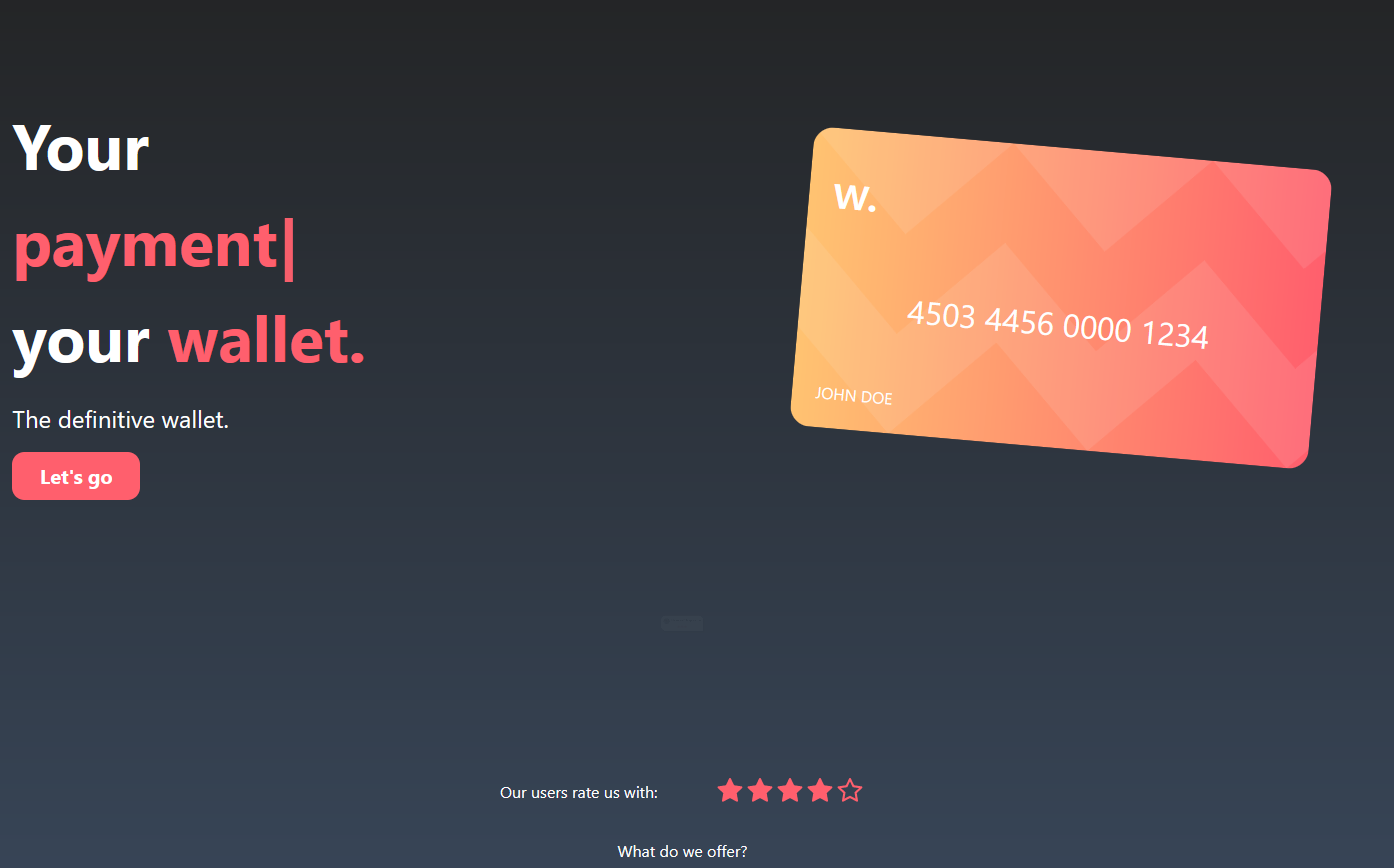 Your
payment|
your wallet.
The definitive wallet.
Let's go
w.
4503 4456 0000 1234
JOHN DOE
Our users rate us with:
What do we offer?